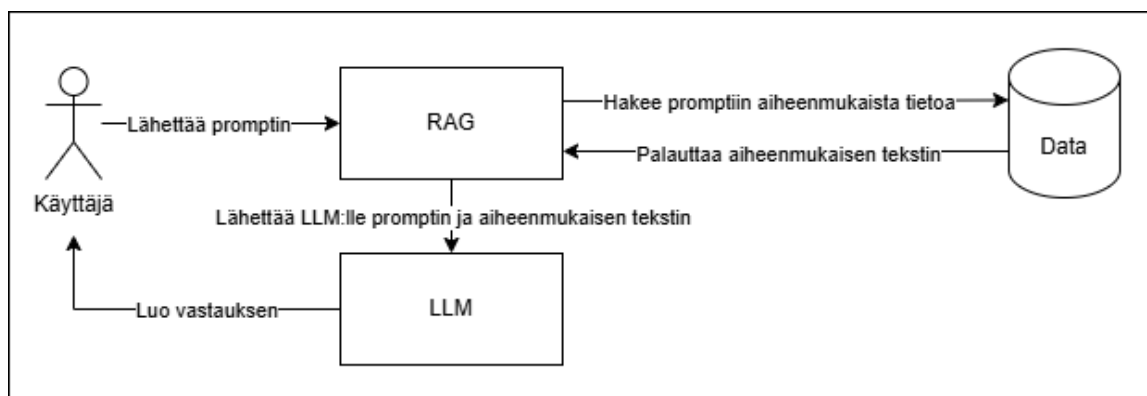 Lähettää promptin
RAG
Hakee promptiin aiheenmukaista tietoa
Palauttaa aiheenmukaisen tekstin
Data
Käyttäjä
Lähettää LLM:lle promptin ja aiheenmukaisen tekstin
Luo vastauksen
LLM